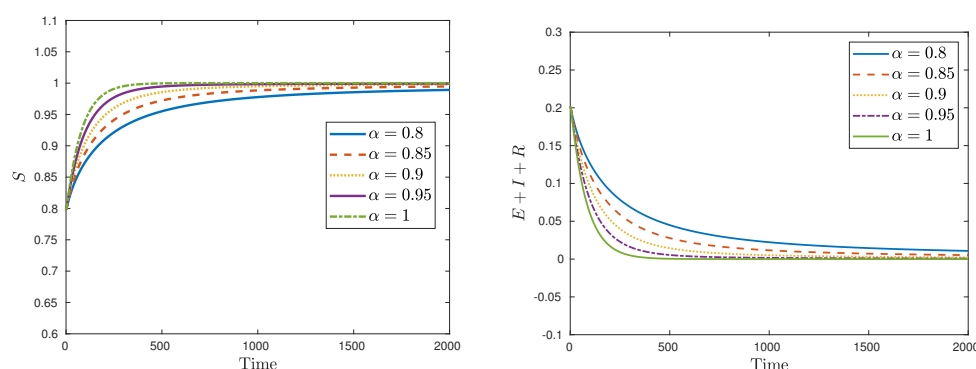 1.1
1.05
1
0.95
0.9
0.85
0.8
0.75
0.7
0.65
0.6
S
0 500 1000 1500 2000
Time
α = 0.8
α = 0.85
α = 0.9
α = 0.95
α = 1
0.3
0.25
0.2
0.15
0.1
0.05
0
-0.05
-0.1
E + I + R
0 500 1000 1500 2000
Time
α = 0.8
α = 0.85
α = 0.9
α = 0.95
α = 1